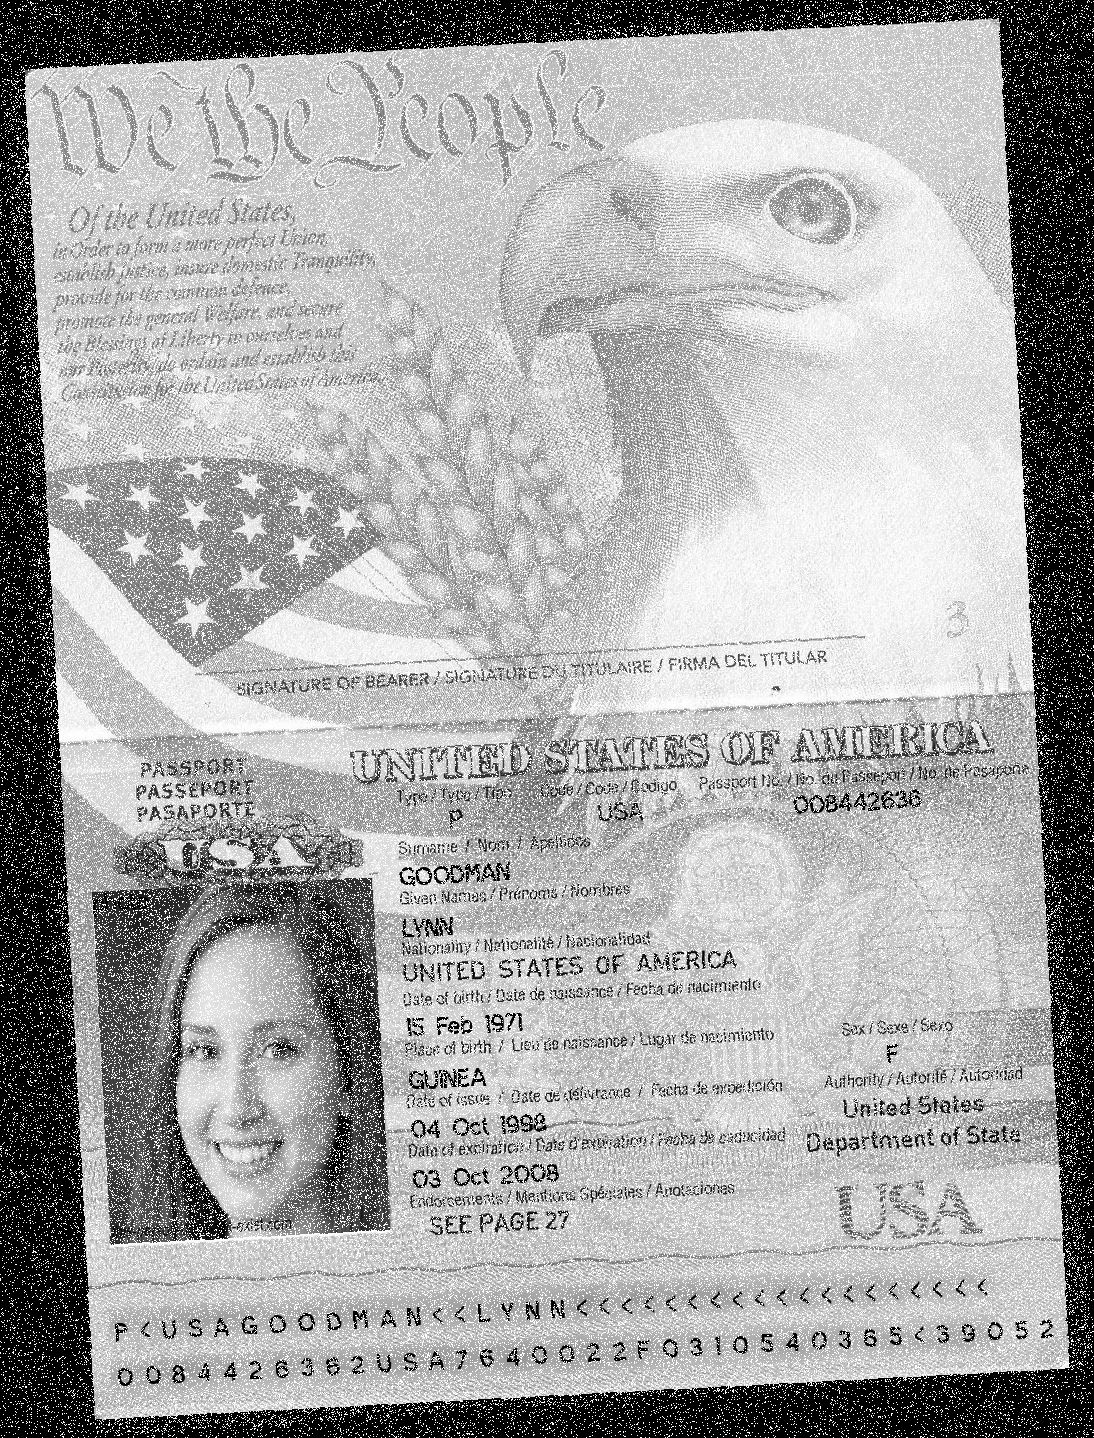 We the People
Of the United States,
in Order to form a more perfect Union,
establish justice, insure domestic Tranquility,
provide for the common defence,
promote the general Welfare, and secure
the Blessings of Liberty to ourselves and
our Posterity, do ordain and establish this
Constitution for the United States of America.
3
SIGNATURE OF BEARER / SIGNATURE DU TITULAIRE / FIRMA DEL TITULAR
PASSPORT
PASSEPORT
PASAPORTE
USA
UNITED STATES OF AMERICA
Type / Type / Tipo Code / Code / Codigo Passport No. / No. du Passeport / No. de Pasaporte
P USA 008442636
Surname / Nom / Apellidos
GOODMAN
Given Names / Prénoms / Nombres
LYNN
Nationality / Nationalité / Nacionalidad
UNITED STATES OF AMERICA
Date of birth / Date de naissance / Fecha de nacimiento
15 Feb 1971
Place of birth / Lieu de naissance / Lugar de nacimiento Sex / Sexe / Sexo
GUINEA F
Date of issue / Date de délivrance / Fecha de expedición Authority / Autorité / Autoridad
04 Oct 1998 United States
Date of expiration / Date d'expiration / Fecha de caducidad Department of State
03 Oct 2008
Endorsements / Mentions Spéciales / Anotaciones
SEE PAGE 27 USA
P<USAGOODMAN<<LYNN<<<<<<<<<<<<<<<<<<<
0084426362USA7640022F0310540365<39052